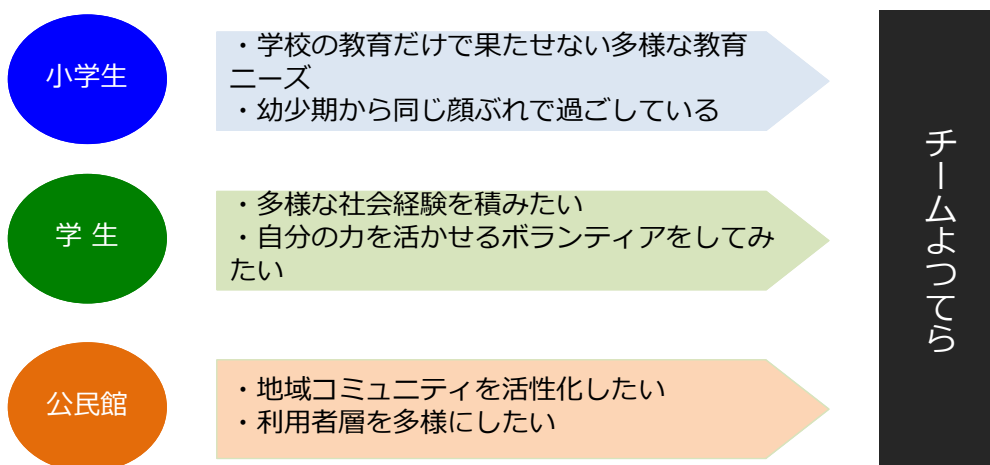 小学生
・学校の教育だけで果たせない多様な教育
ニーズ
・幼少期から同じ顔ぶれで過ごしている
学 生
・多様な社会経験を積みたい
・自分の力を活かせるボランティアをしてみ
たい
公民館
・地域コミュニティを活性化したい
・利用者層を多様にしたい
チームよつてら